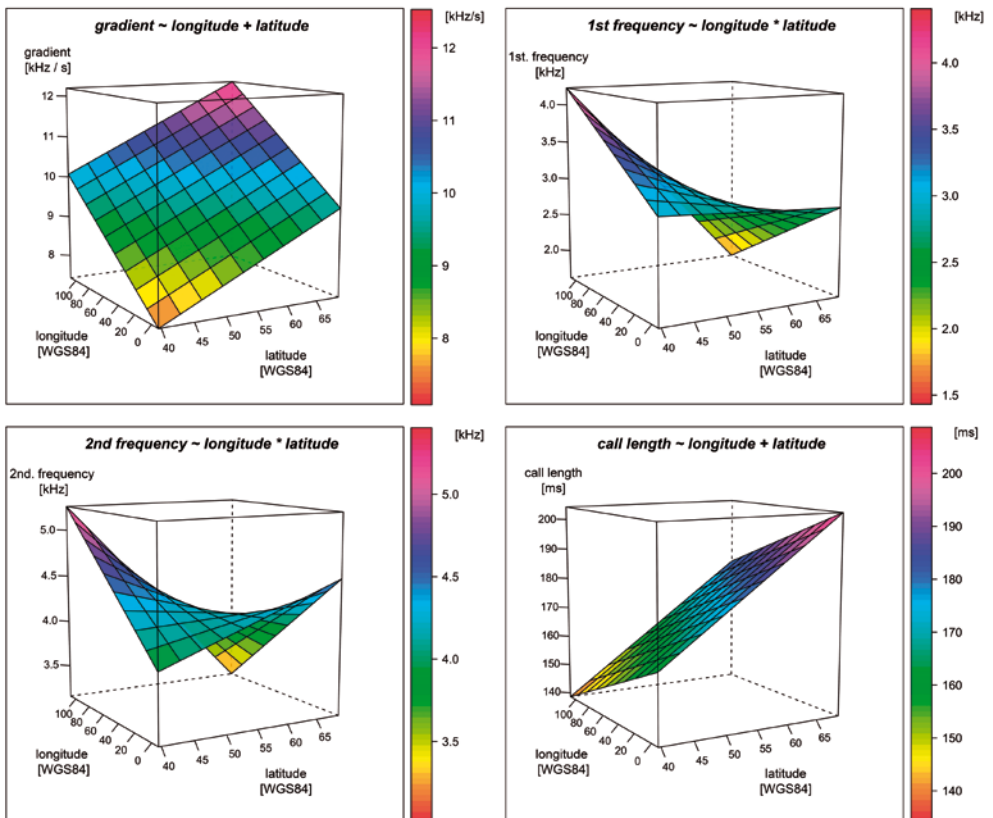 gradient ~ longitude + latitude
gradient
[kHz / s]
12
11
10
9
8
100
80
60
40
20
0
longitude
[WGS84]
40
45
50
55
60
65
latitude
[WGS84]
[kHz/s]
12
11
10
9
8
1st frequency ~ longitude * latitude
1st. frequency
[kHz]
4.0
3.5
3.0
2.5
2.0
100
80
60
40
20
0
longitude
[WGS84]
40
45
50
55
60
65
latitude
[WGS84]
[kHz]
4.0
3.5
3.0
2.5
2.0
1.5
2nd frequency ~ longitude * latitude
2nd. frequency
[kHz]
5.0
4.5
4.0
3.5
100
80
60
40
20
0
longitude
[WGS84]
40
45
50
55
60
65
latitude
[WGS84]
[kHz]
5.0
4.5
4.0
3.5
call length ~ longitude + latitude
call length
[ms]
200
190
180
170
160
150
140
100
80
60
40
20
0
longitude
[WGS84]
40
45
50
55
60
65
latitude
[WGS84]
[ms]
200
190
180
170
160
150
140